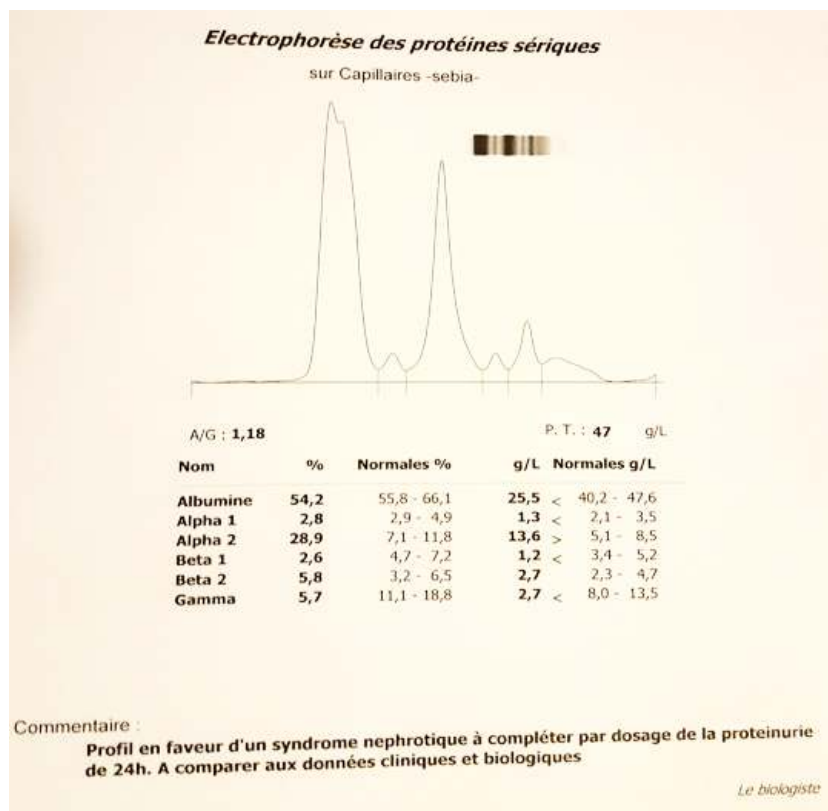 Electrophorèse des protéines sériques
sur Capillaires -sebia-
A/G : 1,18 P. T. : 47 g/L
Nom % Normales % g/L Normales g/L
Albumine 54,2 55,8 - 66,1 25,5 < 40,2 - 47,6
Alpha 1 2,8 2,9 - 4,9 1,3 < 2,1 - 3,5
Alpha 2 28,9 7,1 - 11,8 13,6 > 5,1 - 8,5
Beta 1 2,6 4,7 - 7,2 1,2 < 3,4 - 5,2
Beta 2 5,8 3,2 - 6,5 2,7 2,3 - 4,7
Gamma 5,7 11,1 - 18,8 2,7 < 8,0 - 13,5
Commentaire :
Profil en faveur d'un syndrome nephrotique à compléter par dosage de la proteinurie
de 24h. A comparer aux données cliniques et biologiques
Le biologiste